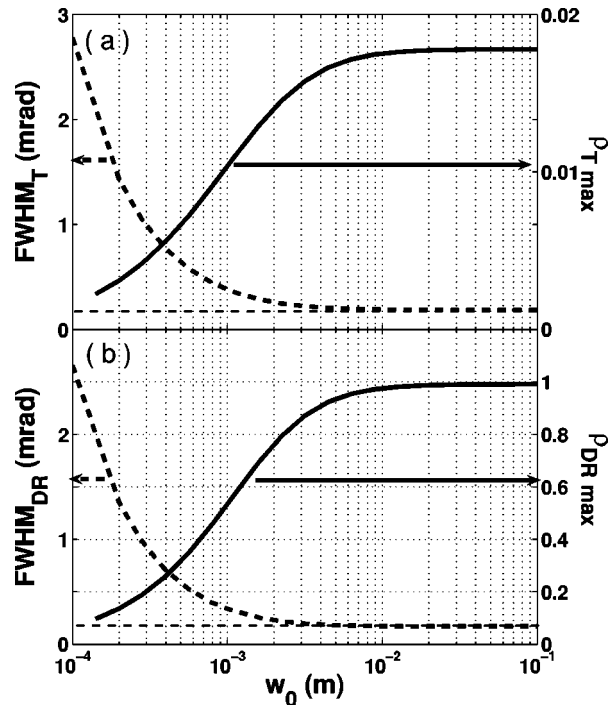 3
(a)
0.02
FWHM_T (mrad)
2
0.01
ρ_T max
1
0
0
(b)
1
FWHM_DR (mrad)
2
0.8
0.6
ρ_DR max
1
0.4
0.2
0
0
10^-4
10^-3
10^-2
10^-1
w_0 (m)